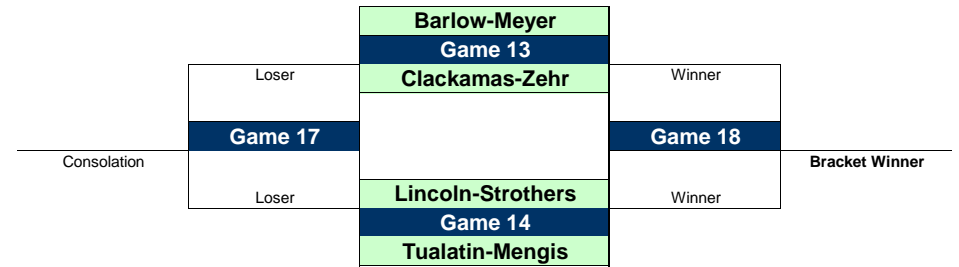 Barlow-Meyer
Game 13
Loser
Clackamas-Zehr
Winner
Game 17
Game 18
Consolation
Bracket Winner
Loser
Lincoln-Strothers
Winner
Game 14
Tualatin-Mengis